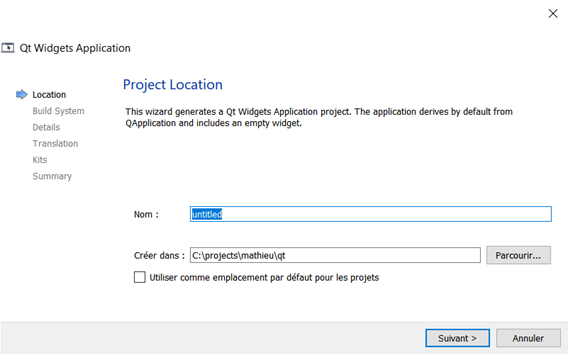 Qt Widgets Application
Location
Build System
Details
Translation
Kits
Summary
Project Location
This wizard generates a Qt Widgets Application project. The application derives by default from
QApplication and includes an empty widget.
Nom : untitled
Créer dans : C:\projects\mathieu\qt Parcourir...
Utiliser comme emplacement par défaut pour les projets
Suivant > Annuler